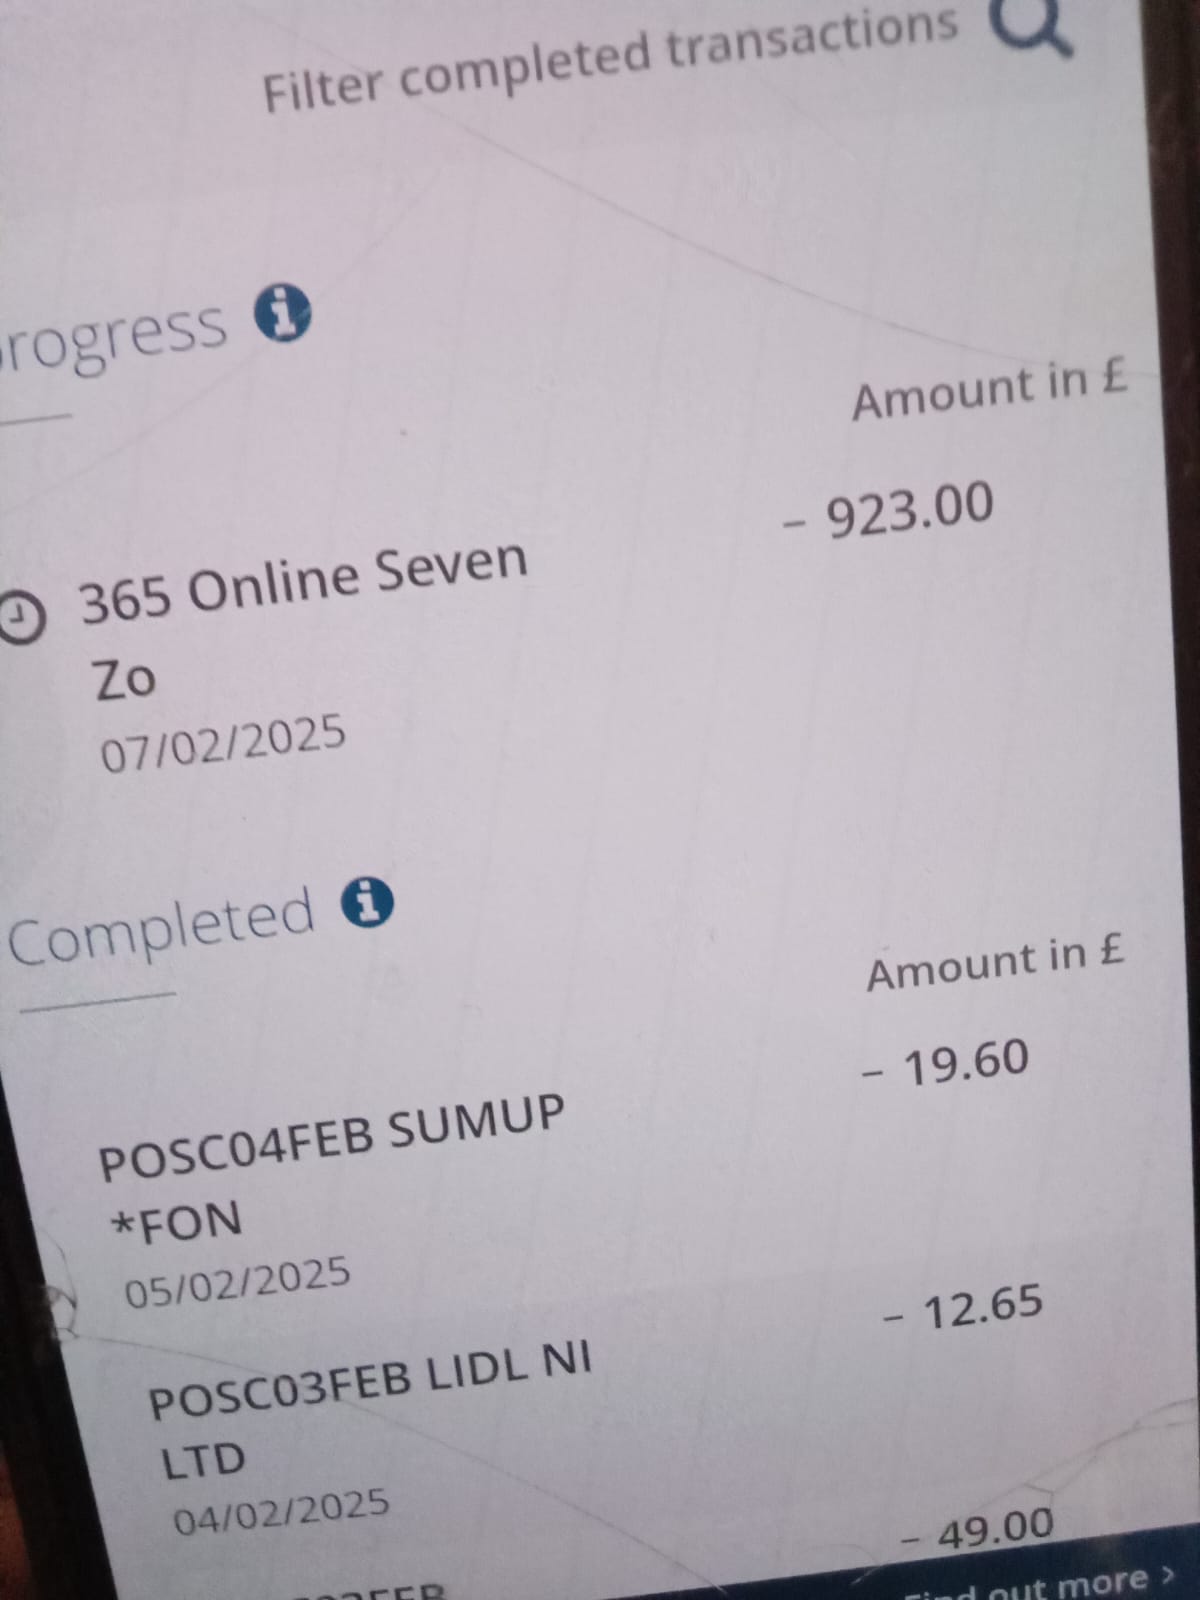 Filter completed transactions
rogress
Amount in £
365 Online Seven - 923.00
Zo
07/02/2025
Completed
Amount in £
POSC04FEB SUMUP - 19.60
*FON
05/02/2025
POSC03FEB LIDL NI - 12.65
LTD
04/02/2025
- 49.00
Find out more >